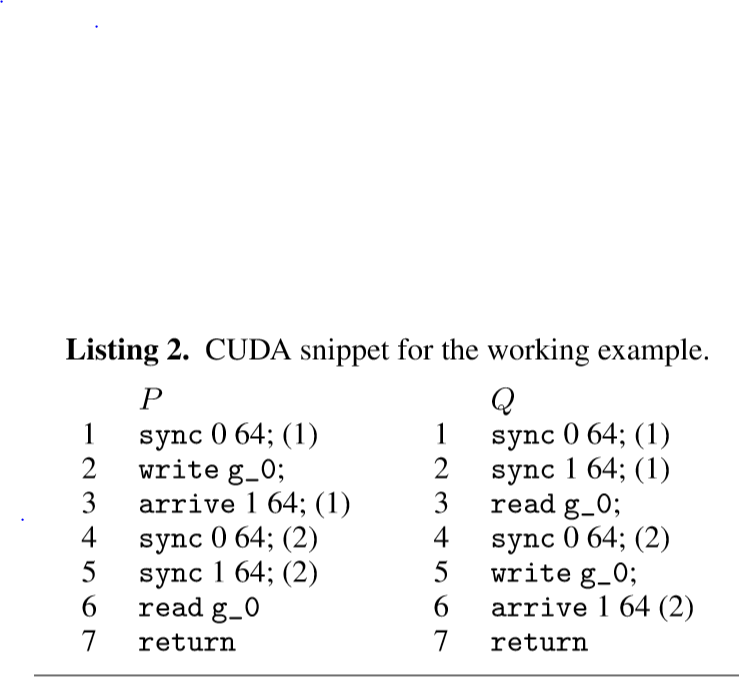 Listing 2. CUDA snippet for the working example.
P Q
1 sync 0 64; (1) 1 sync 0 64; (1)
2 write g_0; 2 sync 1 64; (1)
3 arrive 1 64; (1) 3 read g_0;
4 sync 0 64; (2) 4 sync 0 64; (2)
5 sync 1 64; (2) 5 write g_0;
6 read g_0 6 arrive 1 64 (2)
7 return 7 return